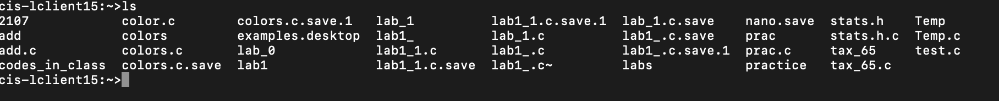 cis-lclient15:~>ls
2107 color.c colors.c.save.1 lab_1 lab1_1.c.save.1 lab_1.c.save nano.save stats.h Temp
add colors examples.desktop lab1_ lab_1.c lab1_.c.save prac stats.h.c Temp.c
add.c colors.c lab_0 lab1_1.c lab1_.c lab1_.c.save.1 prac.c tax_65 test.c
codes_in_class colors.c.save lab1 lab1_1.c.save lab1_.c~ labs practice tax_65.c
cis-lclient15:~>